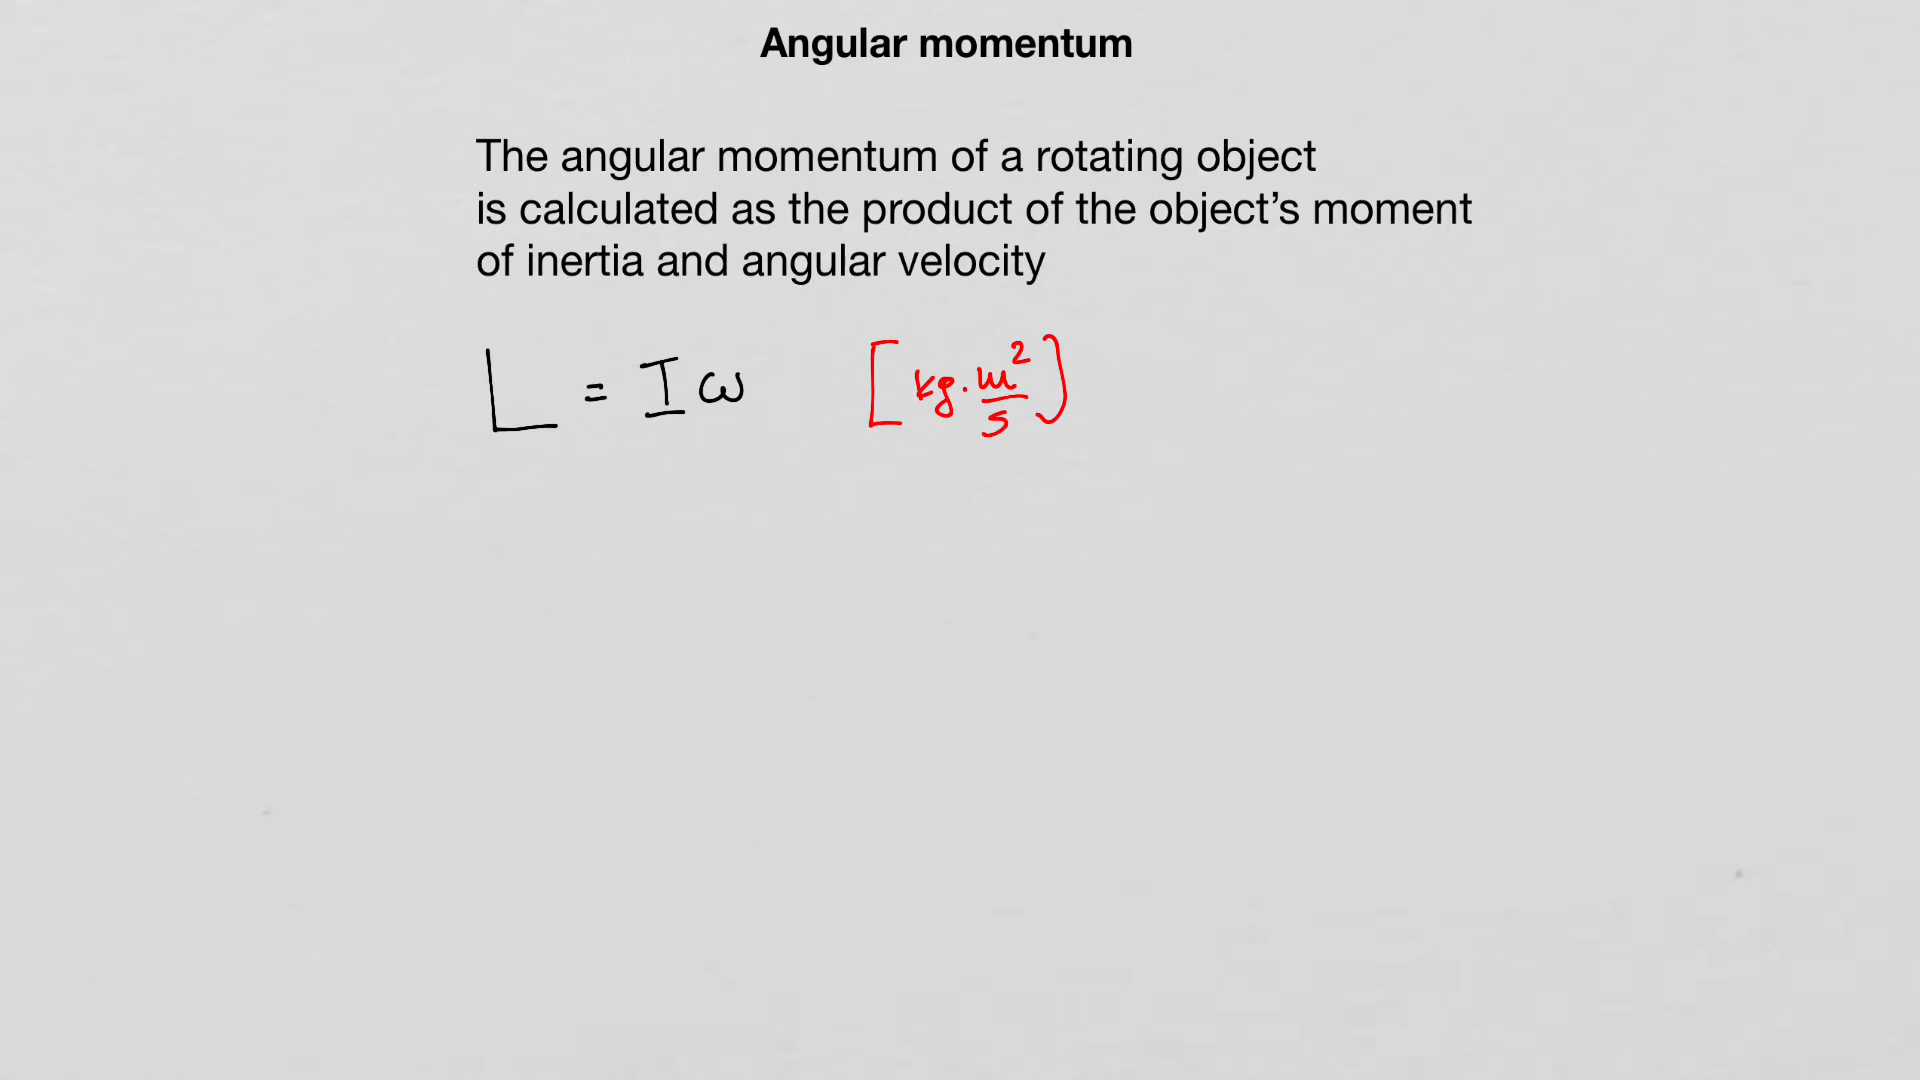 Angular momentum
The angular momentum of a rotating object
is calculated as the product of the object’s moment
of inertia and angular velocity
L = I ω [kg. m²/s]